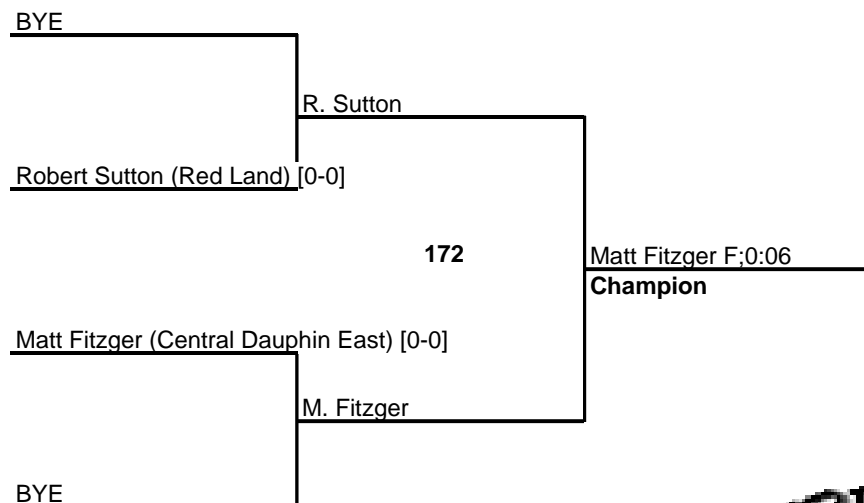 BYE
R. Sutton
Robert Sutton (Red Land) [0-0]
172
Matt Fitzger F;0:06
Champion
Matt Fitzger (Central Dauphin East) [0-0]
M. Fitzger
BYE